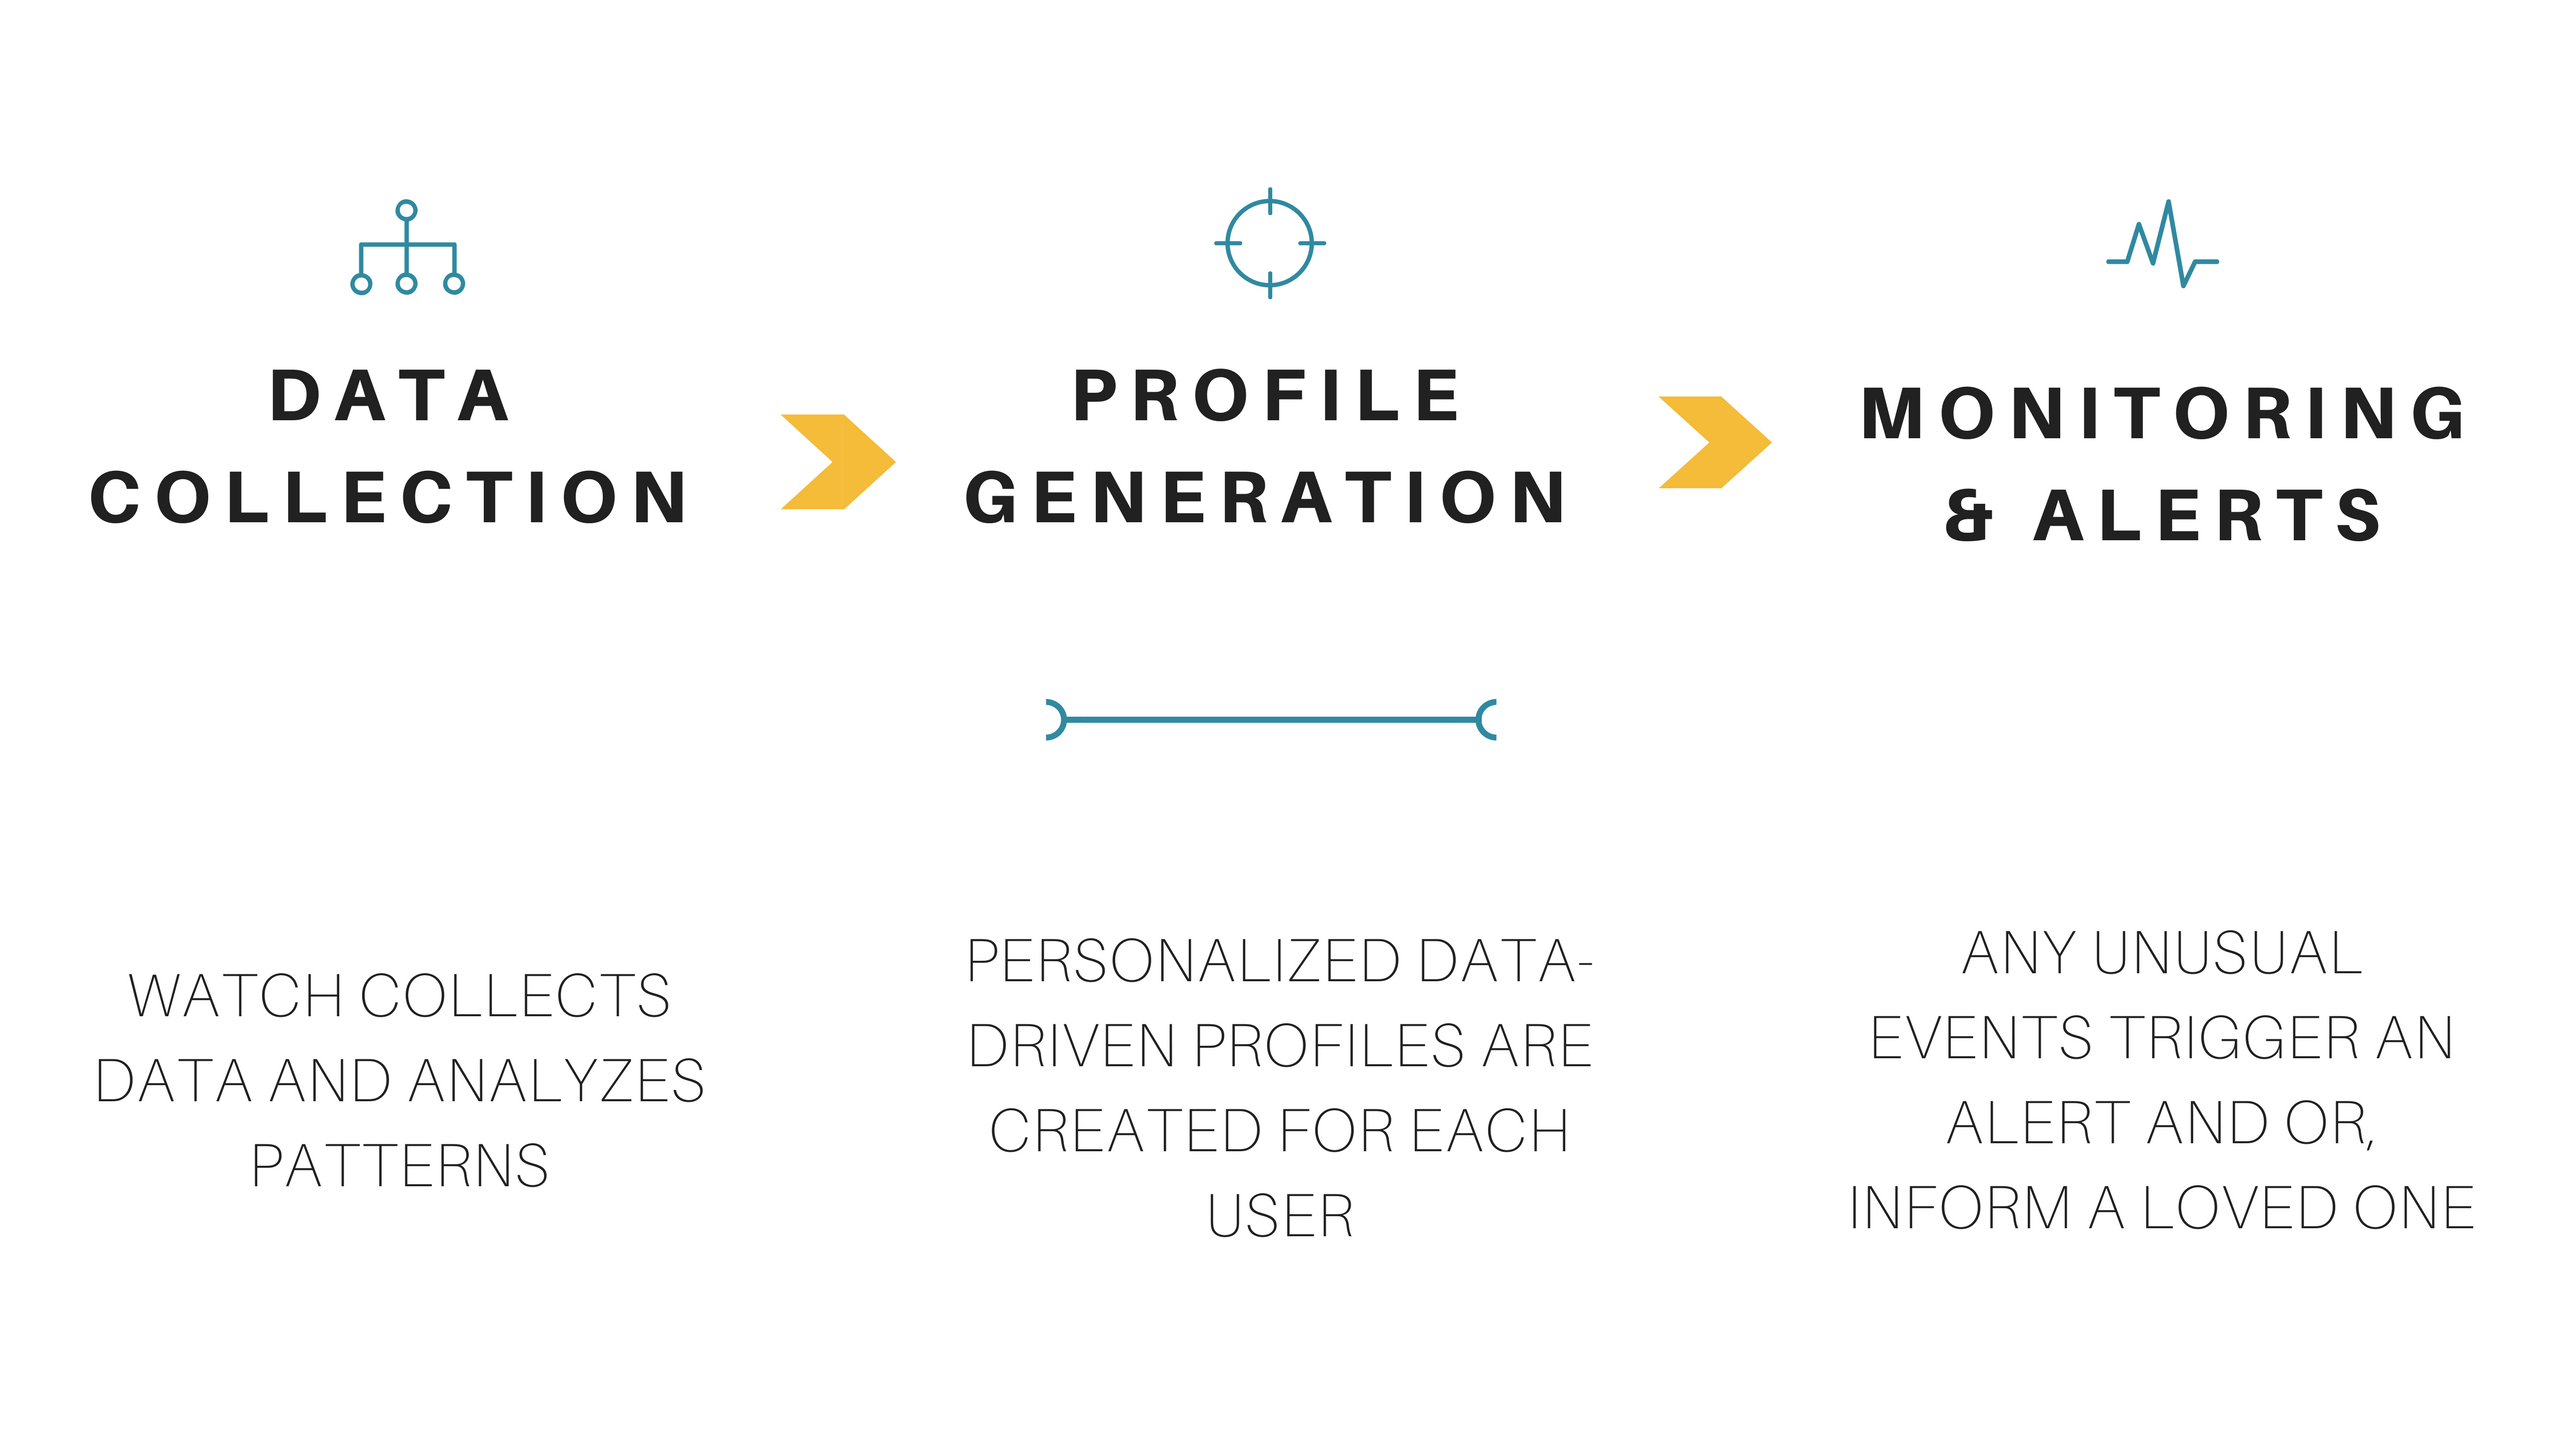 DATA
COLLECTION
PROFILE
GENERATION
MONITORING
& ALERTS
WATCH COLLECTS
DATA AND ANALYZES
PATTERNS
PERSONALIZED DATA-
DRIVEN PROFILES ARE
CREATED FOR EACH
USER
ANY UNUSUAL
EVENTS TRIGGER AN
ALERT AND OR,
INFORM A LOVED ONE